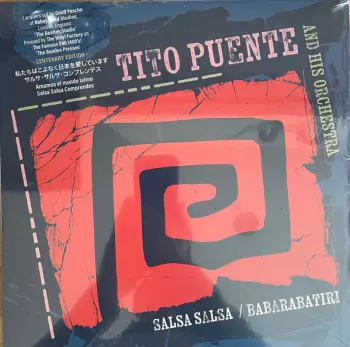 Lacquers cut by Geoff Pesche
at Abbey Road Studios,
London, England
'The Beatles Studio'
Pressed by The Vinyl Factory on
The Famous EMI 1400's
'The Beatles Presses'
- CENTENARY EDITION -
私たちはこよなく日本を愛しています
サルサ・サルサ・コンプレンデス
Amamos el mundo latino
Salsa Salsa Comprendes
TITO PUENTE
AND HIS ORCHESTRA
SALSA SALSA / BABARABATIRI